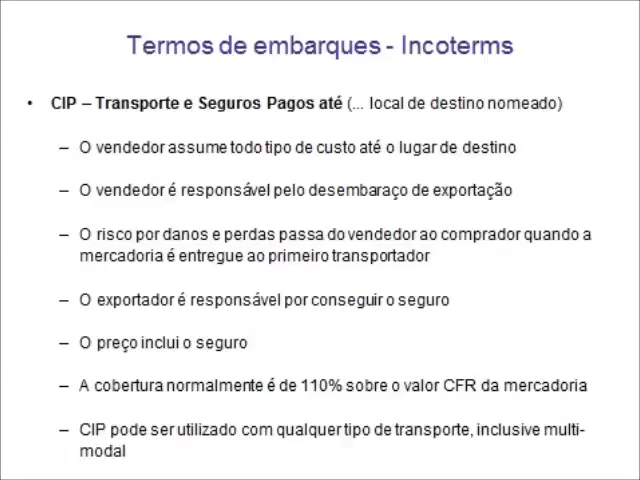 Termos de embarques - Incoterms
• CIP – Transporte e Seguros Pagos até (... local de destino nomeado)
– O vendedor assume todo tipo de custo até o lugar de destino
– O vendedor é responsável pelo desembaraço de exportação
– O risco por danos e perdas passa do vendedor ao comprador quando a
mercadoria é entregue ao primeiro transportador
– O exportador é responsável por conseguir o seguro
– O preço inclui o seguro
– A cobertura normalmente é de 110% sobre o valor CFR da mercadoria
– CIP pode ser utilizado com qualquer tipo de transporte, inclusive multi-
modal